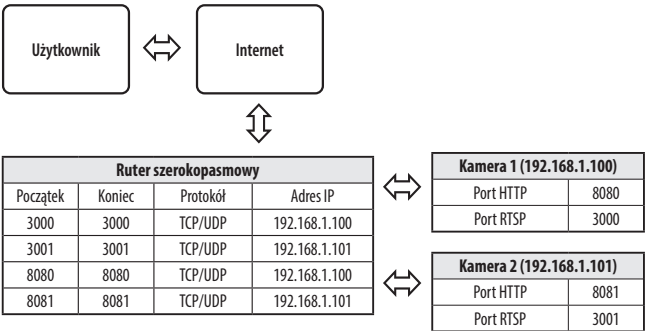 Użytkownik
Internet
Ruter szerokopasmowy
Początek Koniec Protokół Adres IP
3000 3000 TCP/UDP 192.168.1.100
3001 3001 TCP/UDP 192.168.1.101
8080 8080 TCP/UDP 192.168.1.100
8081 8081 TCP/UDP 192.168.1.101
Kamera 1 (192.168.1.100)
Port HTTP 8080
Port RTSP 3000
Kamera 2 (192.168.1.101)
Port HTTP 8081
Port RTSP 3001